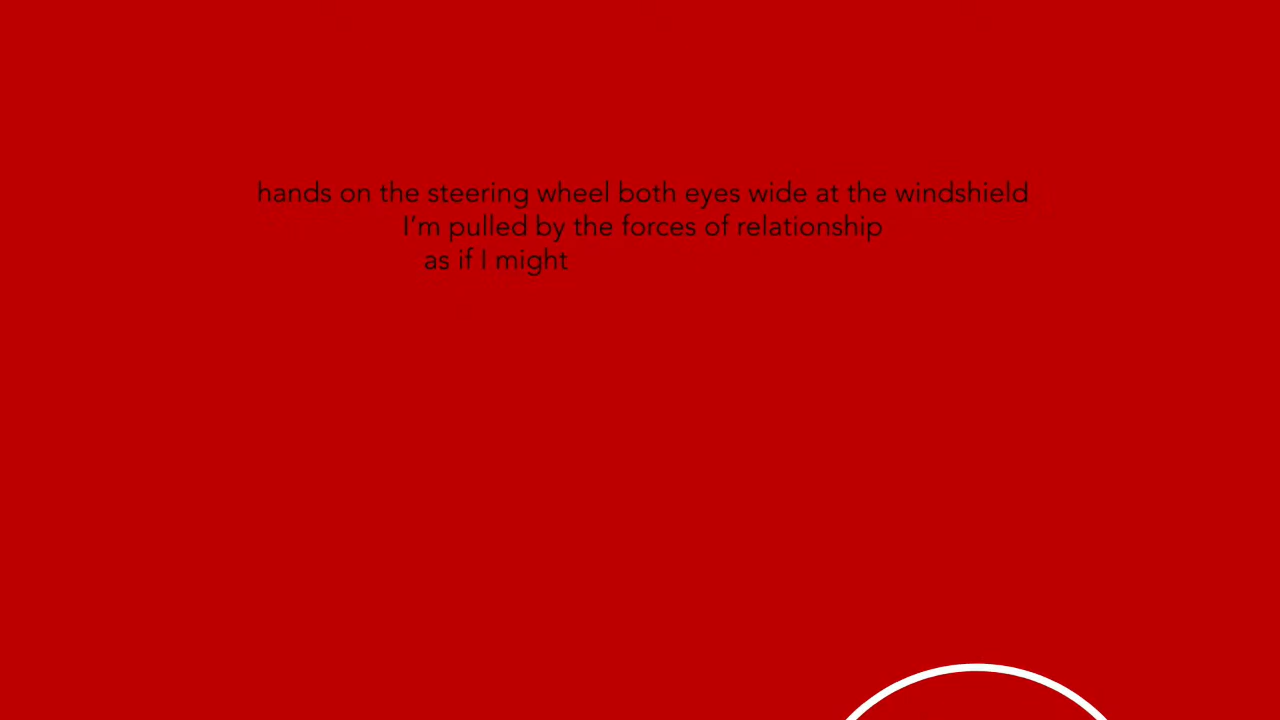 hands on the steering wheel both eyes wide at the windshield
I’m pulled by the forces of relationship
as if I might